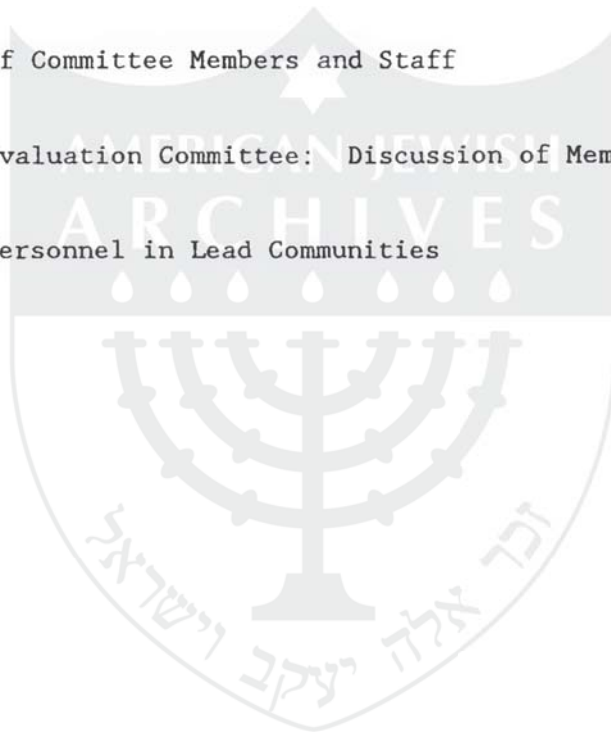 f Committee Members and Staff
AMERICAN JEWISH
valuation Committee: Discussion of Mem
ARCHIVES
ersonnel in Lead Communities
זכר אלה יעקב וישראל